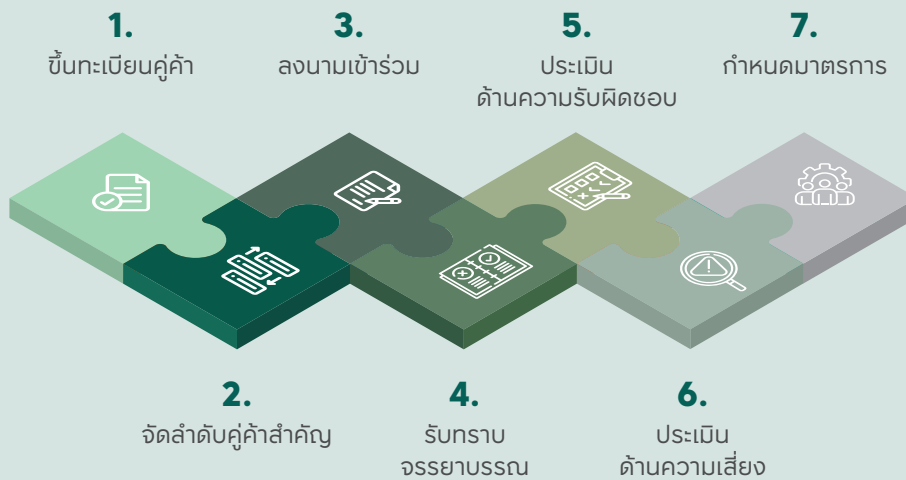 1.
ขึ้นทะเบียนคู่ค้า
2.
จัดลำดับคู่ค้าสำคัญ
3.
ลงนามเข้าร่วม
4.
รับทราบ
จรรยาบรรณ
5.
ประเมิน
ด้านความรับผิดชอบ
6.
ประเมิน
ด้านความเสี่ยง
7.
กำหนดมาตรการ